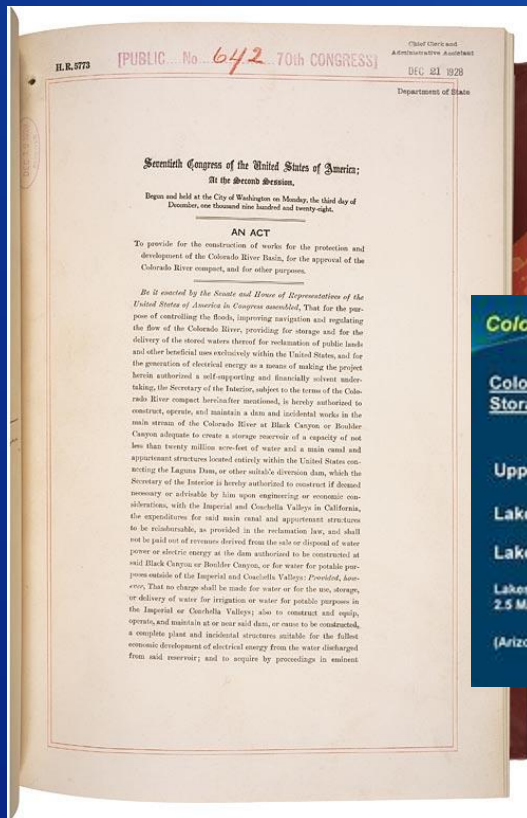 H.R. 5773
[PUBLIC No 642 70th CONGRESS]
Chief Clerk and
Administrative Assistant
DEC 21 1928
Department of State
Seventieth Congress of the United States of America;
At the Second Session,
Begun and held at the City of Washington on Monday, the third day of
December, one thousand nine hundred and twenty-eight.
AN ACT
To provide for the construction of works for the protection and
development of the Colorado River Basin, for the approval of the
Colorado River compact, and for other purposes.
Be it enacted by the Senate and House of Representatives of the
United States of America in Congress assembled, That for the pur-
pose of controlling the floods, improving navigation and regulating
the flow of the Colorado River, providing for storage and for the
delivery of the stored waters thereof for reclamation of public lands
and other beneficial uses exclusively within the United States, and for
the generation of electrical energy as a means of making the project
herein authorized a self-supporting and financially solvent under-
taking, the Secretary of the Interior, subject to the terms of the Colo-
rado River compact hereinafter mentioned, is hereby authorized to
construct, operate, and maintain a dam and incidental works in the
main stream of the Colorado River at Black Canyon or Boulder
Canyon adequate to create a storage reservoir of a capacity of not
less than twenty million acre-feet of water and a main canal and
appurtenant structures located entirely within the United States con-
necting the Laguna Dam, or other suitable diversion dam, which the
Secretary of the Interior is hereby authorized to construct if deemed
necessary or advisable by him upon engineering or economic con-
siderations, with the Imperial and Coachella Valleys in California,
the expenditures for said main canal and appurtenant structures
to be reimbursable, as provided in the reclamation law, and shall
not be paid out of revenues derived from the sale or disposal of water
power or electric energy at the dam authorized to be constructed at
said Black Canyon or Boulder Canyon, or for water for potable pur-
poses outside of the Imperial and Coachella Valleys: Provided, how-
ever, That no charge shall be made for water or for the use, storage,
or delivery of water for irrigation or water for potable purposes in
the Imperial or Coachella Valleys; also to construct and equip,
operate, and maintain at or near said dam, or cause to be constructed,
a complete plant and incidental structures suitable for the fullest
economic development of electrical energy from the water discharged
from said reservoir; and to acquire by proceedings in eminent
Colo
Colo
Stora
Upp
Lake
Lake
Lakes
2.5 M
(Arizo